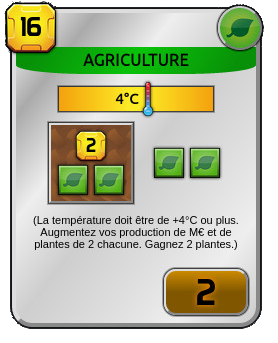 16
AGRICULTURE
4°C
2
(La température doit être de +4°C ou plus.
Augmentez vos production de M€ et de
plantes de 2 chacune. Gagnez 2 plantes.)
2